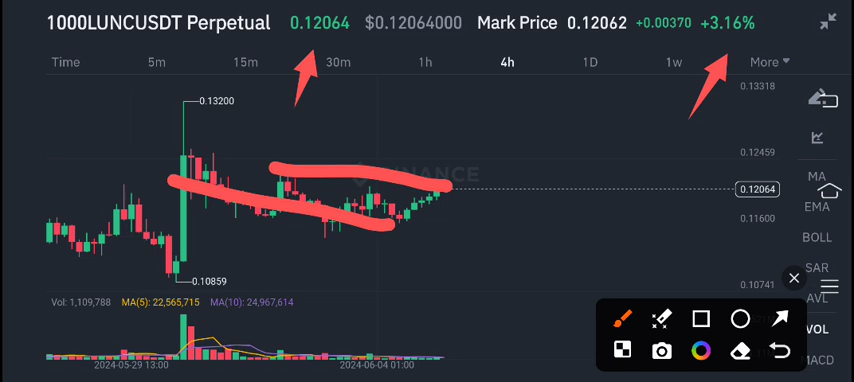 1000LUNCUSDT Perpetual 0.12064 $0.12064000 Mark Price 0.12062 +0.00370 +3.16%
Time 5m 15m 30m 1h 4h 1D 1w More
0.13318
0.13200
0.12459
MA
0.12064
EMA
0.11600
BOLL
SAR
0.10859
0.10741
AVL
Vol: 1,109,788 MA(5): 22,565,715 MA(10): 24,967,614
VOL
MACD
2024-05-29 13:00 2024-06-04 01:00